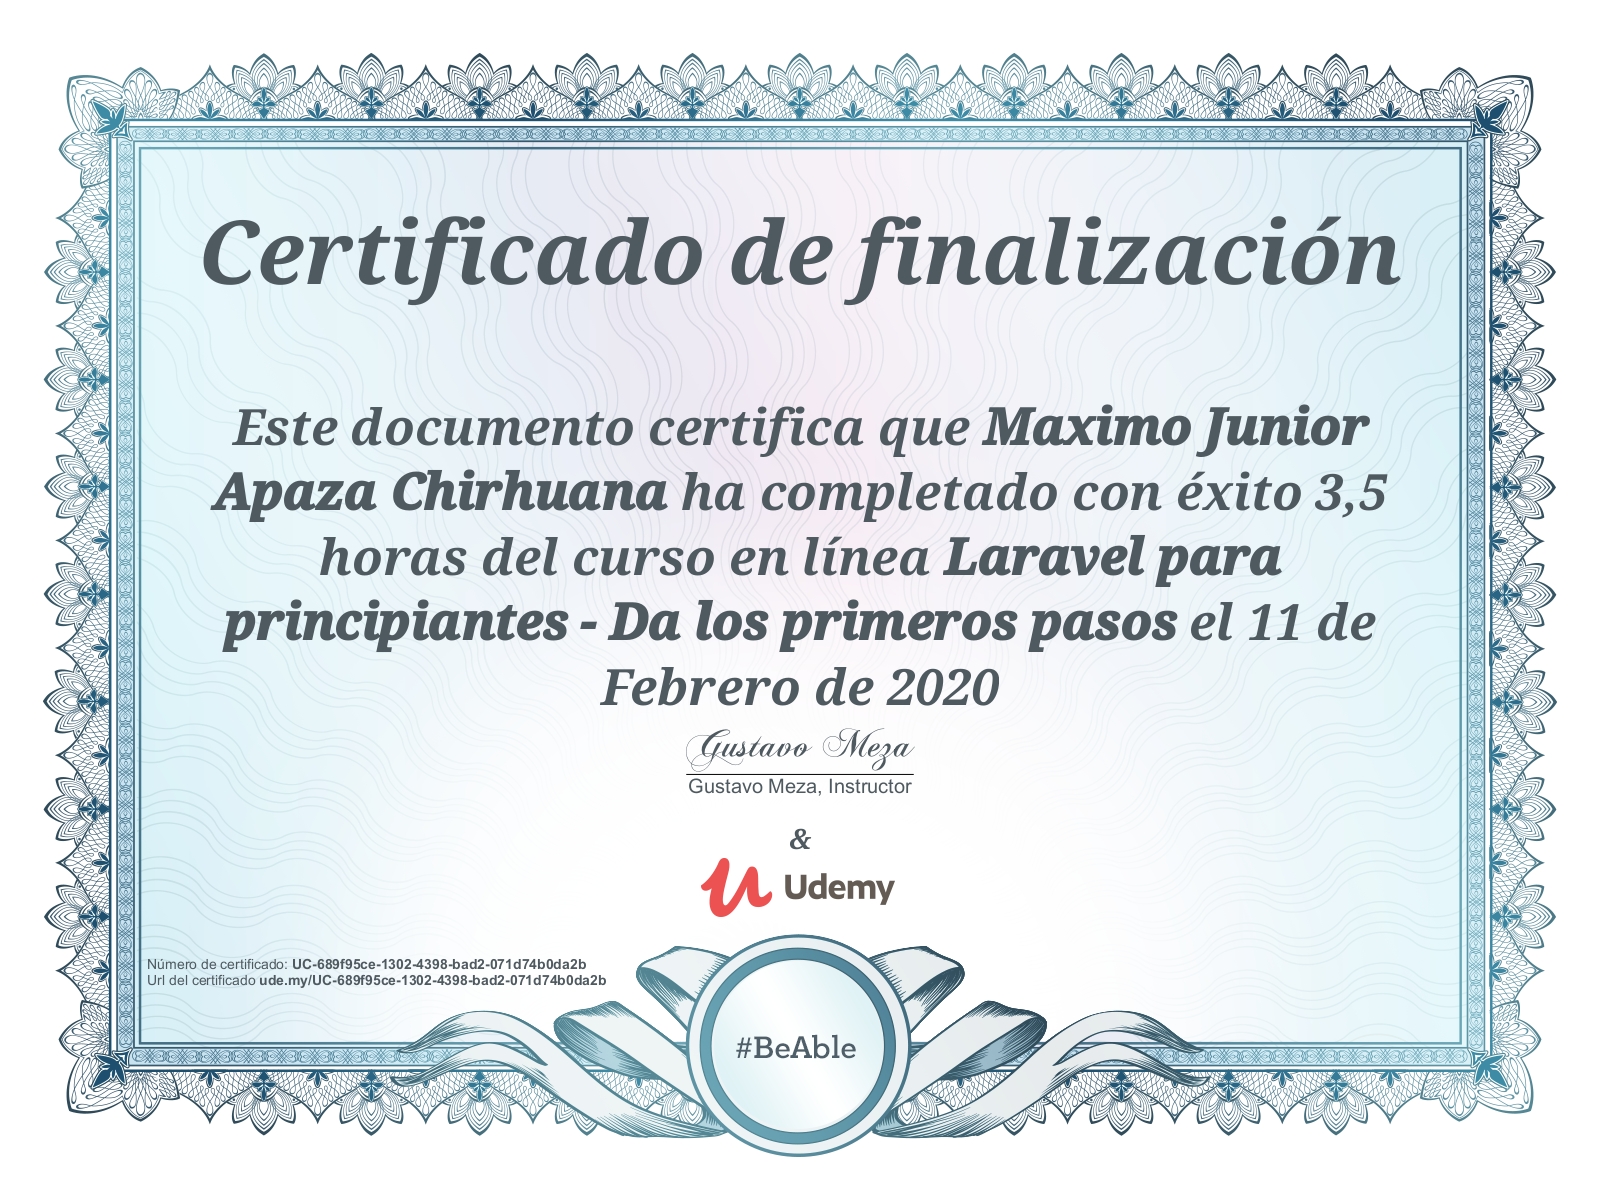 Certificado de finalización
Este documento certifica que Maximo Junior
Apaza Chirhuana ha completado con éxito 3,5
horas del curso en línea Laravel para
principiantes - Da los primeros pasos el 11 de
Febrero de 2020
Gustavo Meza
Gustavo Meza, Instructor
&
Udemy
Número de certificado: UC-689f95ce-1302-4398-bad2-071d74b0da2b
Url del certificado ude.my/UC-689f95ce-1302-4398-bad2-071d74b0da2b
#BeAble